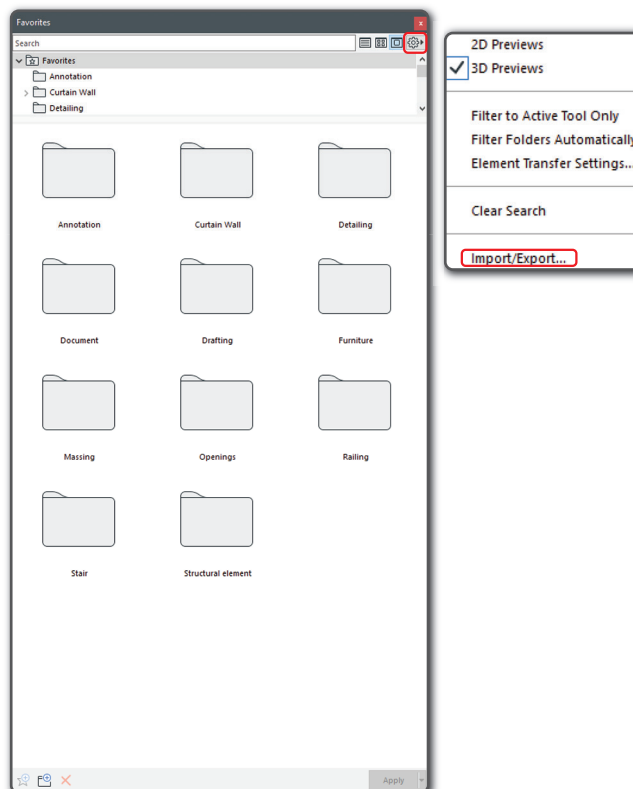 Favorites
x
Search
Favorites
Annotation
Curtain Wall
Detailing
Annotation
Curtain Wall
Detailing
Document
Drafting
Furniture
Massing
Openings
Railing
Stair
Structural element
Apply
2D Previews
3D Previews
Filter to Active Tool Only
Filter Folders Automatically
Element Transfer Settings...
Clear Search
Import/Export...